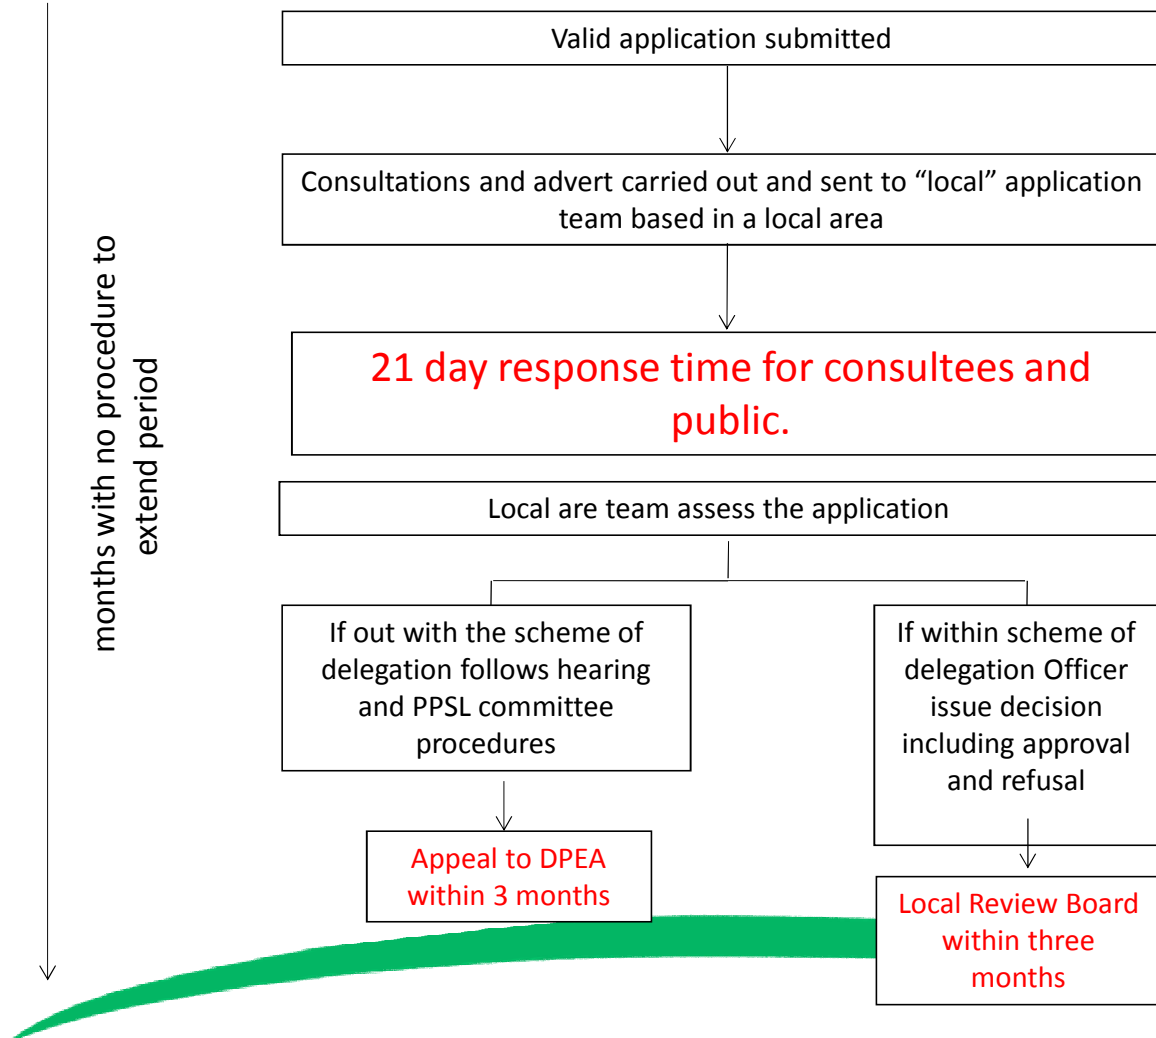 Valid application submitted
Consultations and advert carried out and sent to “local” application
team based in a local area
21 day response time for consultees and
public.
Local are team assess the application
If out with the scheme of
delegation follows hearing
and PPSL committee
procedures
If within scheme of
delegation Officer
issue decision
including approval
and refusal
Appeal to DPEA
within 3 months
Local Review Board
within three
months
months with no procedure to
extend period